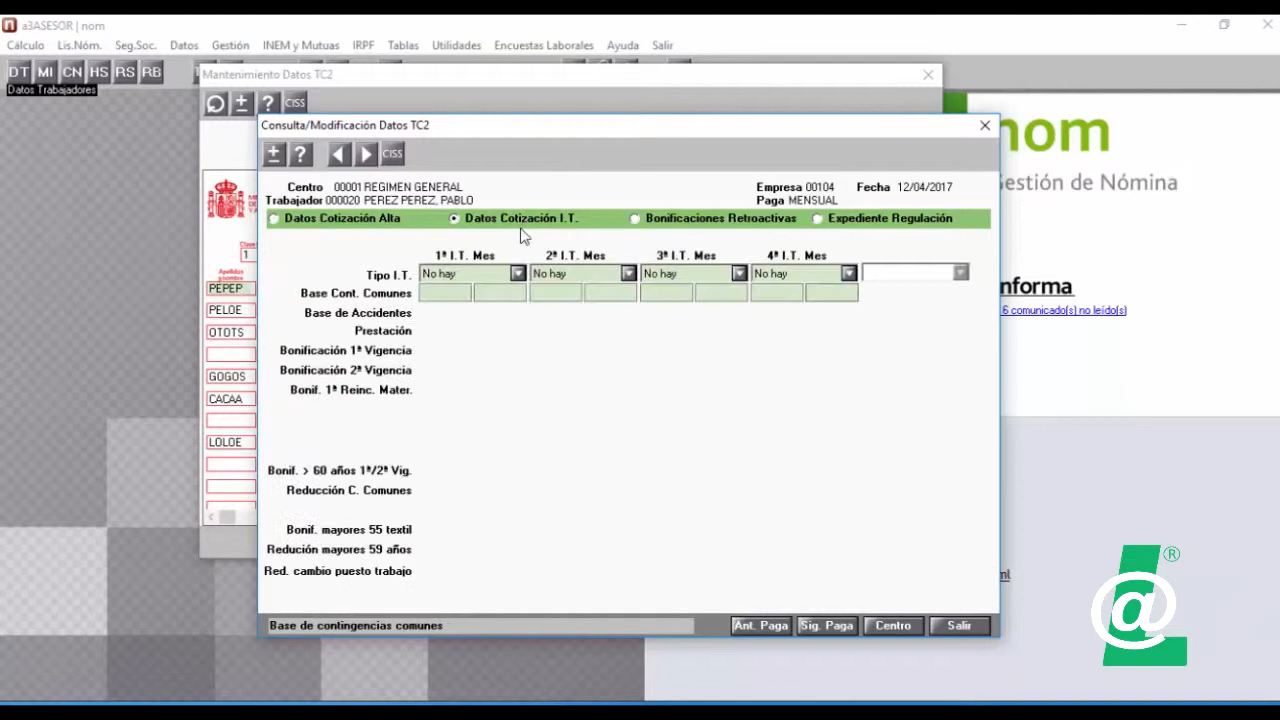 a3ASESOR | nom
Cálculo Lis.Nóm. Seg.Soc. Datos Gestión INEM y Mutuas IRPF Tablas Utilidades Encuestas Laborales Ayuda Salir
DT MI CN HS RS RB
Datos Trabajadores
Mantenimiento Datos TC2
± ? CISS
Consulta/Modificación Datos TC2
± ? CISS
nom
estión de Nómina
Centro 00001 REGIMEN GENERAL Empresa 00104 Fecha 12/04/2017
Trabajador 000020 PEREZ PEREZ, PABLO Paga MENSUAL
Datos Cotización Alta Datos Cotización I.T. Bonificaciones Retroactivas Expediente Regulación
1ª I.T. Mes 2ª I.T. Mes 3ª I.T. Mes 4ª I.T. Mes
Tipo I.T. No hay No hay No hay No hay
Base Cont. Comunes
Base de Accidentes
Prestación
Bonificación 1ª Vigencia
Bonificación 2ª Vigencia
Bonif. 1ª Reinc. Mater.
Bonif. > 60 años 1ª/2ª Vig.
Reducción C. Comunes
Bonif. mayores 55 textil
Redución mayores 59 años
Red. cambio puesto trabajo
Base de contingencias comunes
Ant. Paga Sig. Paga Centro Salir
1
Apellidos
y nombre
PEPEP
PELOE
OTOTS
GOGOS
CACAA
LOLOE
nforma
6 comunicado(s) no leído(s)
L@®